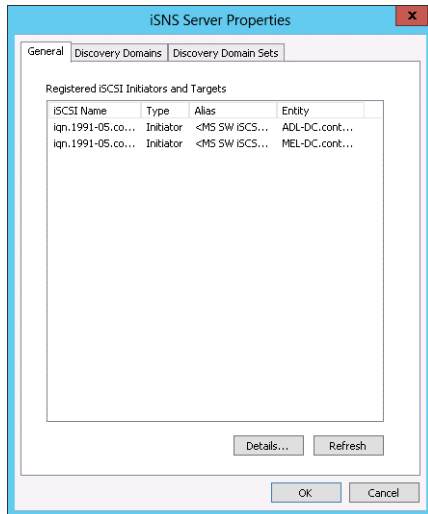 iSNS Server Properties
x
General Discovery Domains Discovery Domain Sets
Registered iSCSI Initiators and Targets
iSCSI Name Type Alias Entity
iqn.1991-05.co... Initiator <MS SW iSCS... ADL-DC.cont...
iqn.1991-05.co... Initiator <MS SW iSCS... MEL-DC.cont...
Details... Refresh
OK Cancel